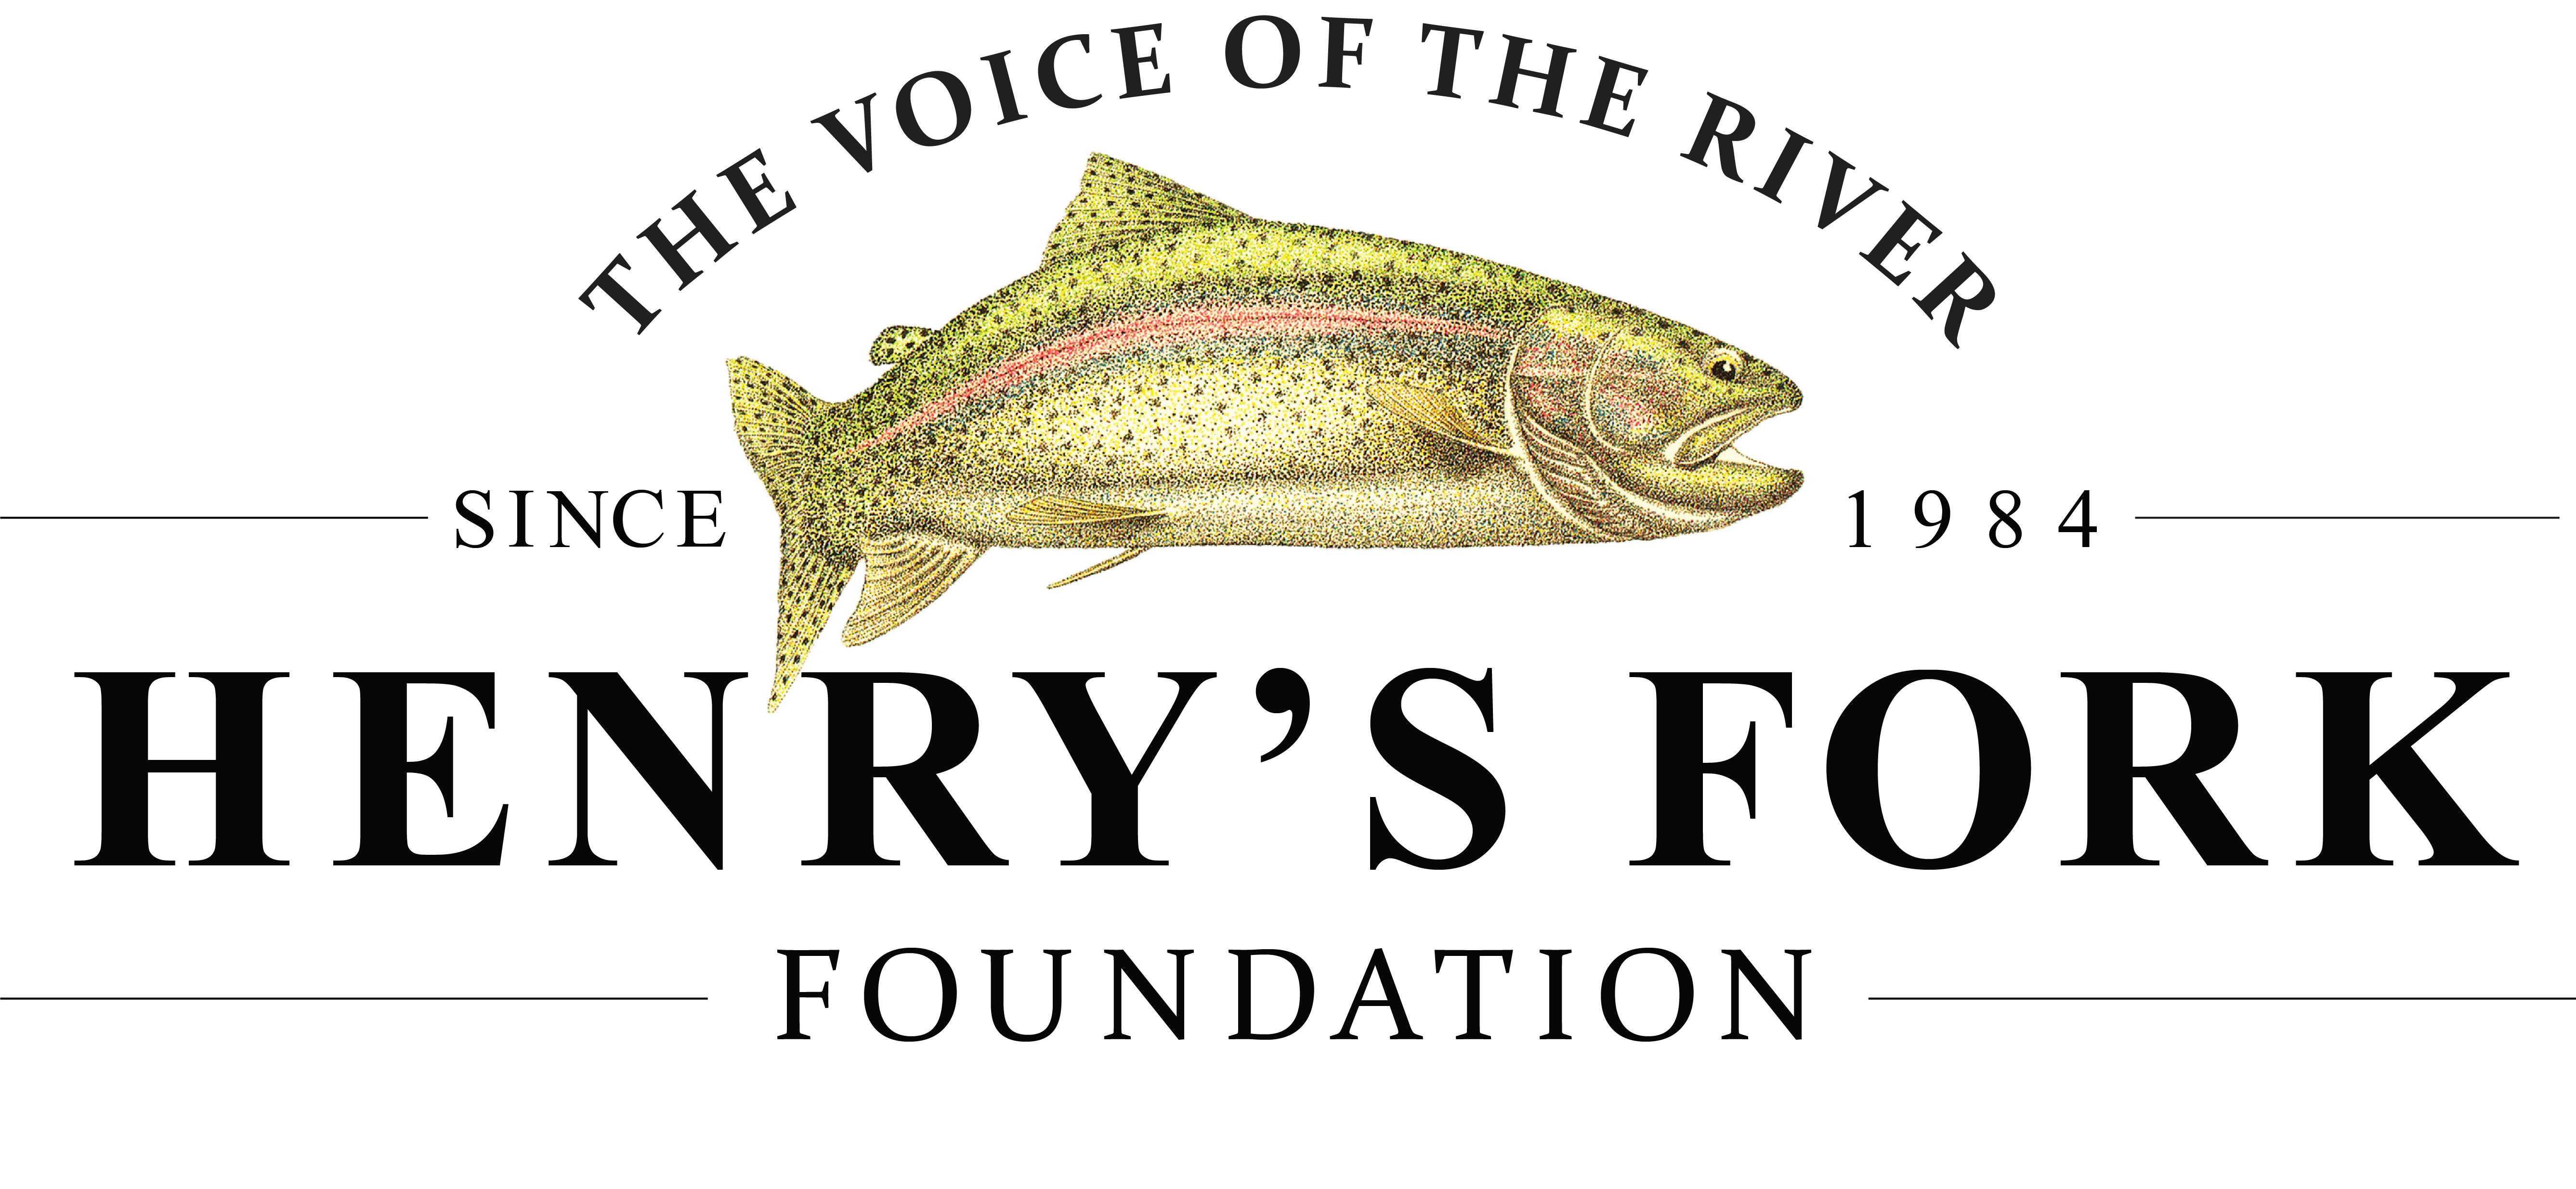 THE VOICE OF THE RIVER
SINCE 1984
HENRY’S FORK
FOUNDATION